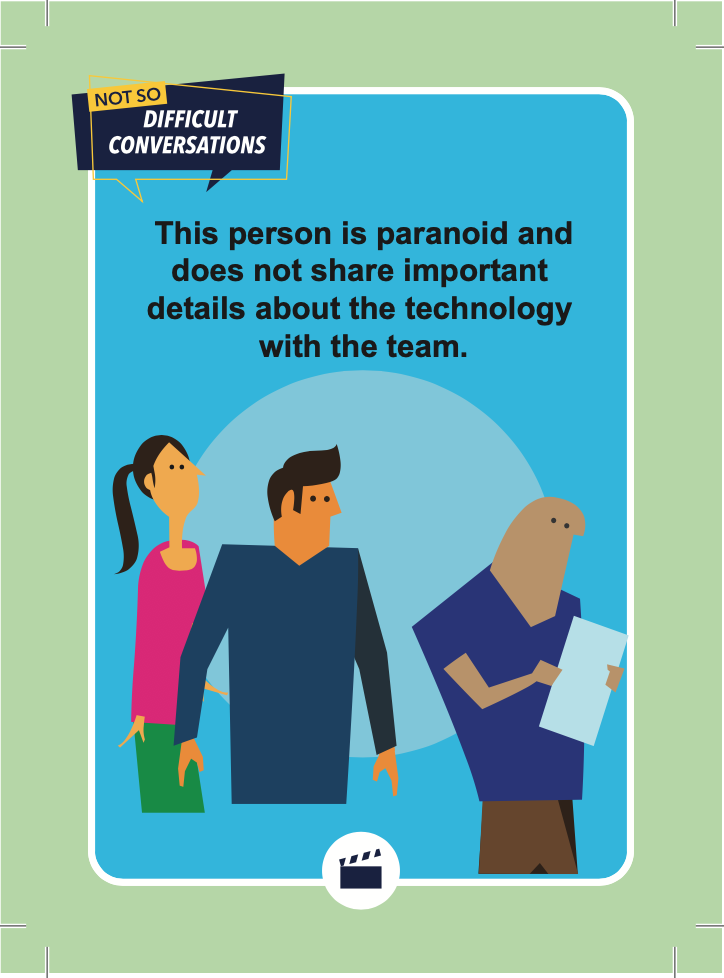 NOT SO
DIFFICULT
CONVERSATIONS
This person is paranoid and
does not share important
details about the technology
with the team.